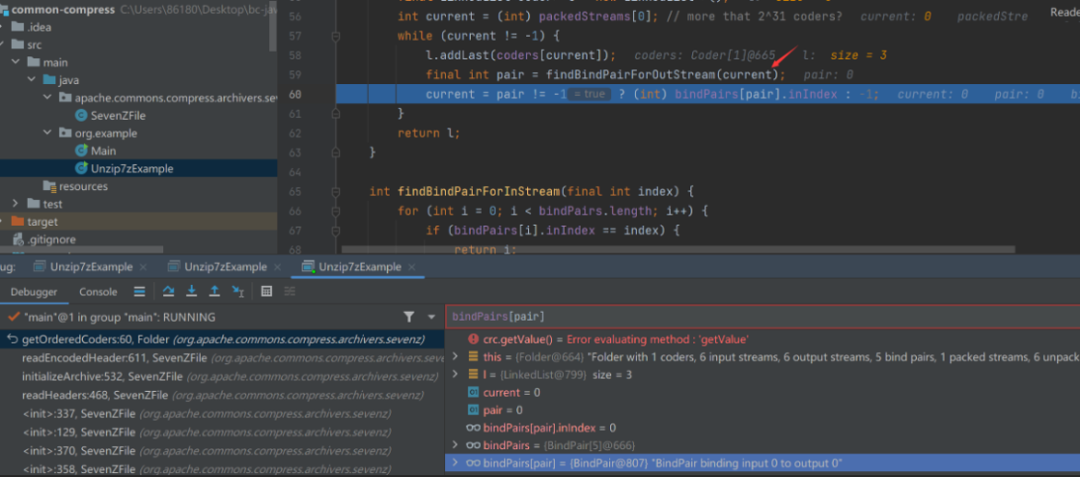 common-compress C:\Users\86180\Desktop\bc-jav
.idea
src
main
java
apache.commons.compress.archivers.seve
SevenZFile
org.example
Main
Unzip7zExample
resources
test
target
.gitignore
Reade
56 int current = (int) packedStreams[0]; // more that 2^31 coders? current: 0 packedStre
57 while (current != -1) {
58 l.addLast(coders[current]); coders: Coder[1]@665 l: size = 3
59 final int pair = findBindPairForOutStream(current); pair: 0
60 current = pair != -1 = true ? (int) bindPairs[pair].inIndex : -1; current: 0 pair: 0 b
61 }
62 return l;
63 }
64
65 int findBindPairForInStream(final int index) {
66 for (int i = 0; i < bindPairs.length; i++) {
67 if (bindPairs[i].inIndex == index) {
68 return i;
ug: Unzip7zExample × Unzip7zExample × Unzip7zExample ×
Debugger Console
"main"@1 in group "main": RUNNING
getOrderedCoders:60, Folder (org.apache.commons.compress.archivers.sevenz)
readEncodedHeader:611, SevenZFile (org.apache.commons.compress.archivers.seven
initializeArchive:532, SevenZFile (org.apache.commons.compress.archivers.sevenz)
readHeaders:468, SevenZFile (org.apache.commons.compress.archivers.sevenz)
<init>:337, SevenZFile (org.apache.commons.compress.archivers.sevenz)
<init>:129, SevenZFile (org.apache.commons.compress.archivers.sevenz)
<init>:370, SevenZFile (org.apache.commons.compress.archivers.sevenz)
<init>:358, SevenZFile (org.apache.commons.compress.archivers.sevenz)
bindPairs[pair]
crc.getValue() = Error evaluating method : 'getValue'
this = {Folder@664} "Folder with 1 coders, 6 input streams, 6 output streams, 5 bind pairs, 1 packed streams, 6 unpack
l = {LinkedList@799} size = 3
current = 0
pair = 0
bindPairs[pair].inIndex = 0
bindPairs = {BindPair[5]@666}
bindPairs[pair] = {BindPair@807} "BindPair binding input 0 to output 0"